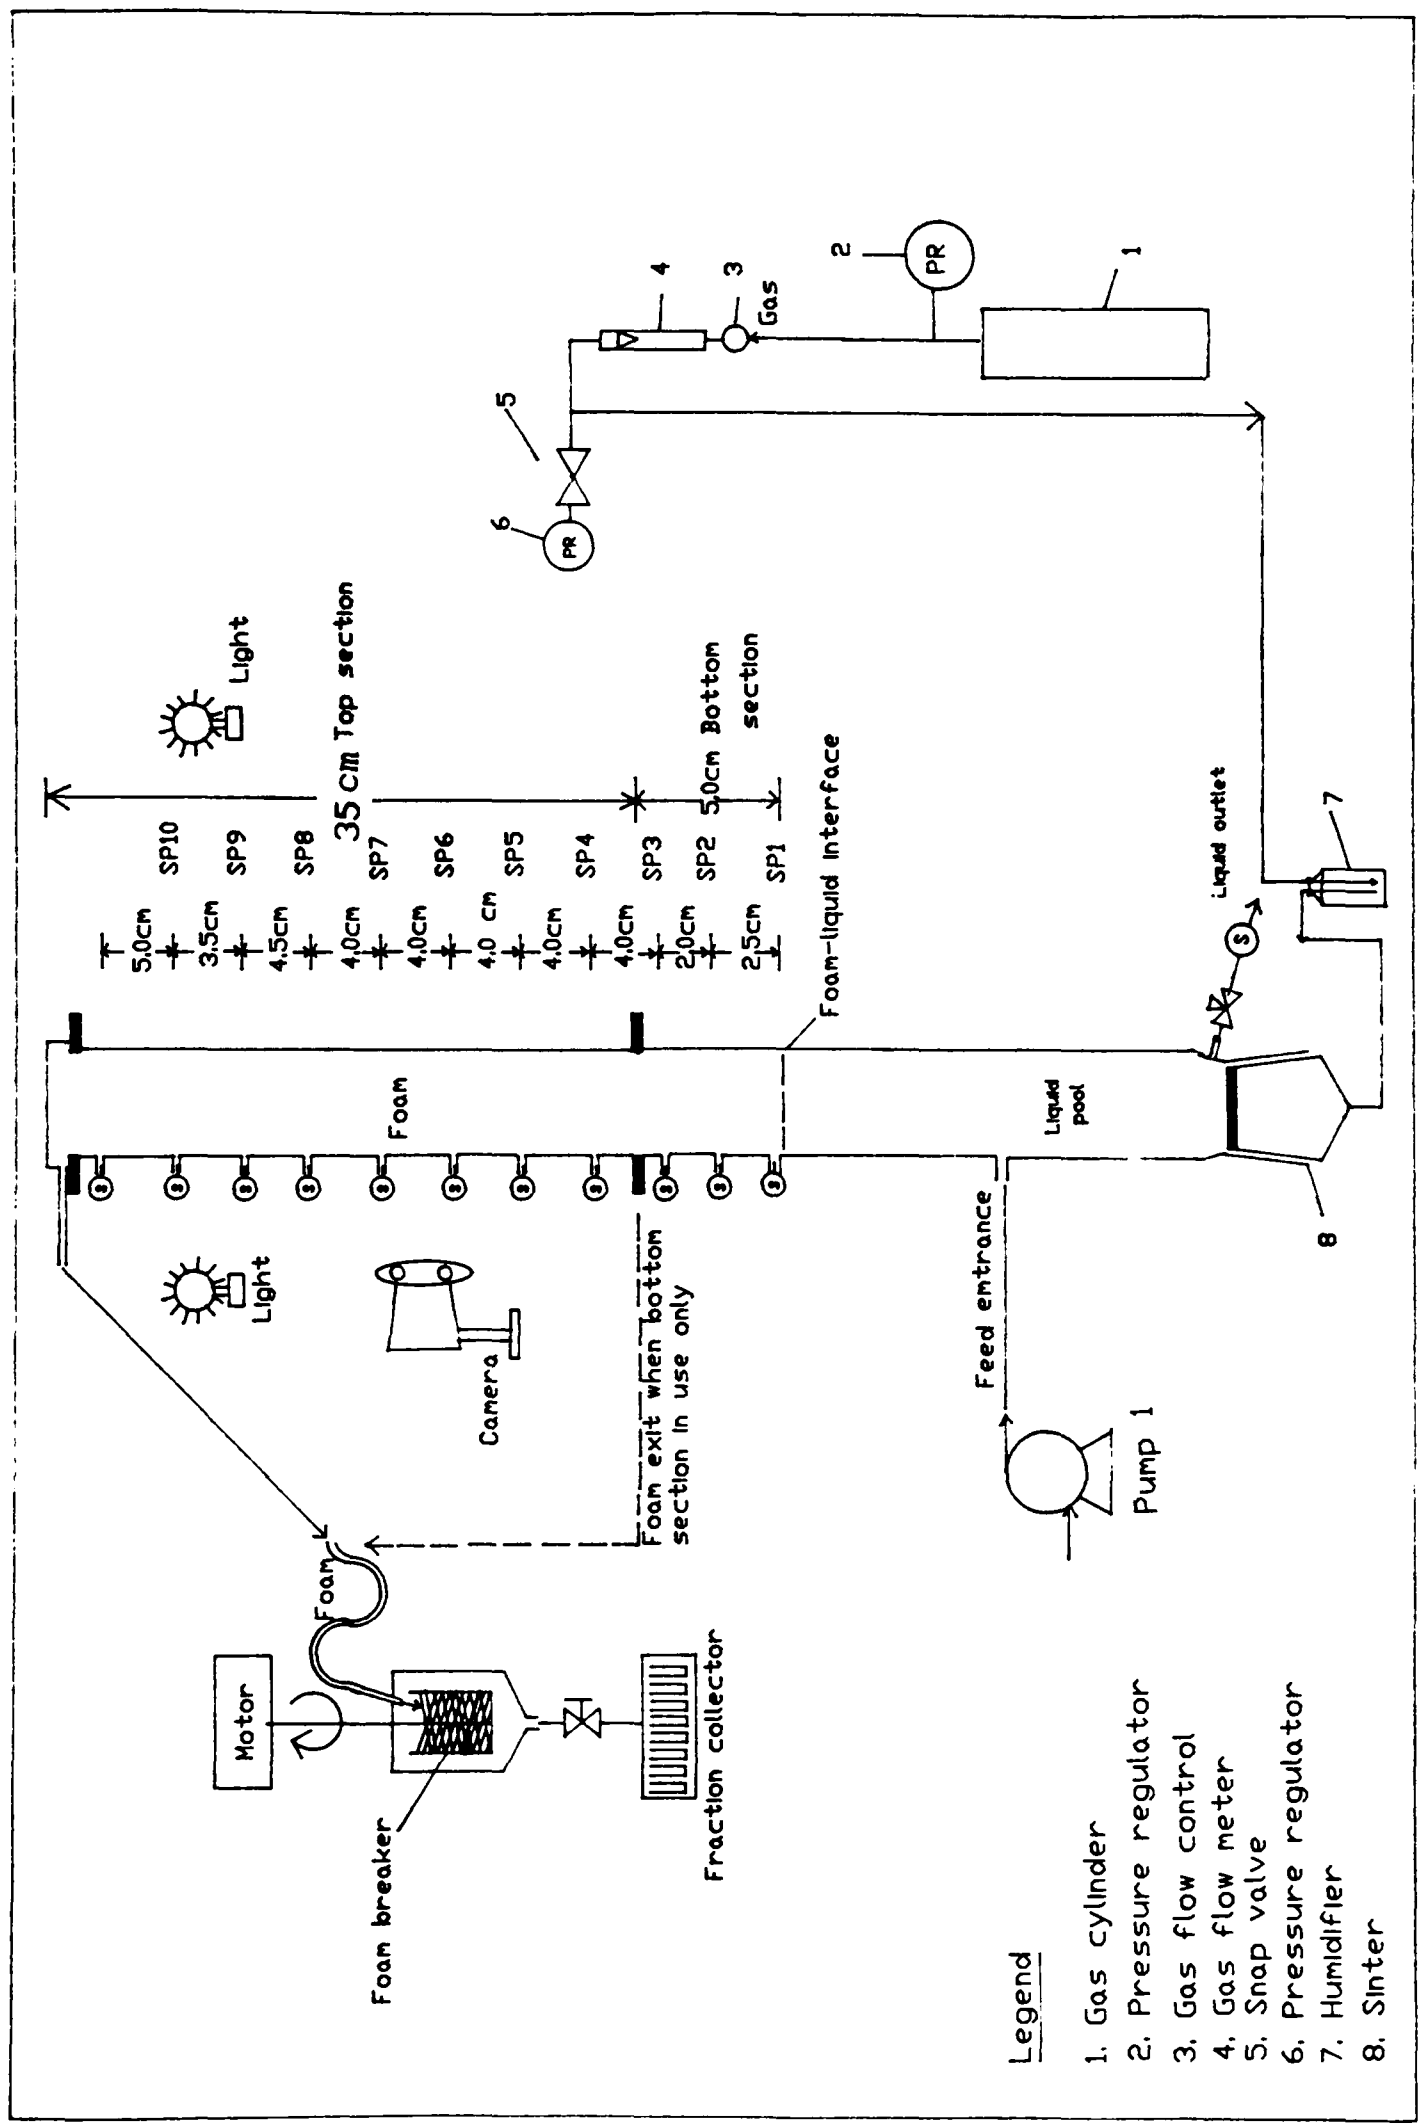 Motor
Foam
Foam breaker
Fraction collector
Light
Camera
Foam exit when bottom
section in use only
Feed emtrance
Pump 1
Foam
Liquid
pool
8
S
S
S
S
S
S
S
S
S
S
S
5.0cm
3.5cm
4.5cm
4.0cm
4.0cm
4.0 cm
4.0cm
4.0cm
2.0cm
2.5cm
SP10
SP9
SP8
SP7
SP6
SP5
SP4
SP3
SP2
SP1
35 cm Top section
5.0cm Bottom
section
Foam-liquid interface
Light
Liquid outlet
S
7
6
PR
5
4
3
Gas
2
PR
1
Legend
1. Gas cylinder
2. Pressure regulator
3. Gas flow control
4. Gas flow meter
5. Snap valve
6. Pressure regulator
7. Humidifier
8. Sinter